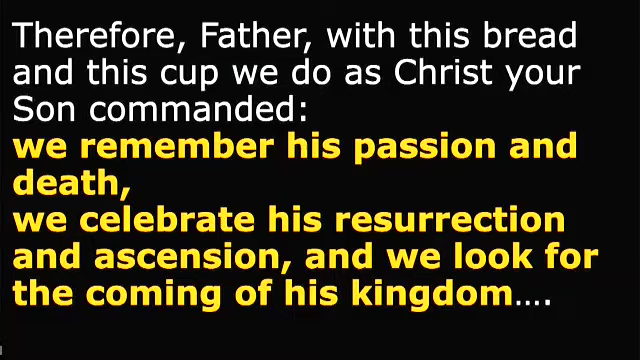 Therefore, Father, with this bread
and this cup we do as Christ your
Son commanded:
we remember his passion and
death,
we celebrate his resurrection
and ascension, and we look for
the coming of his kingdom....